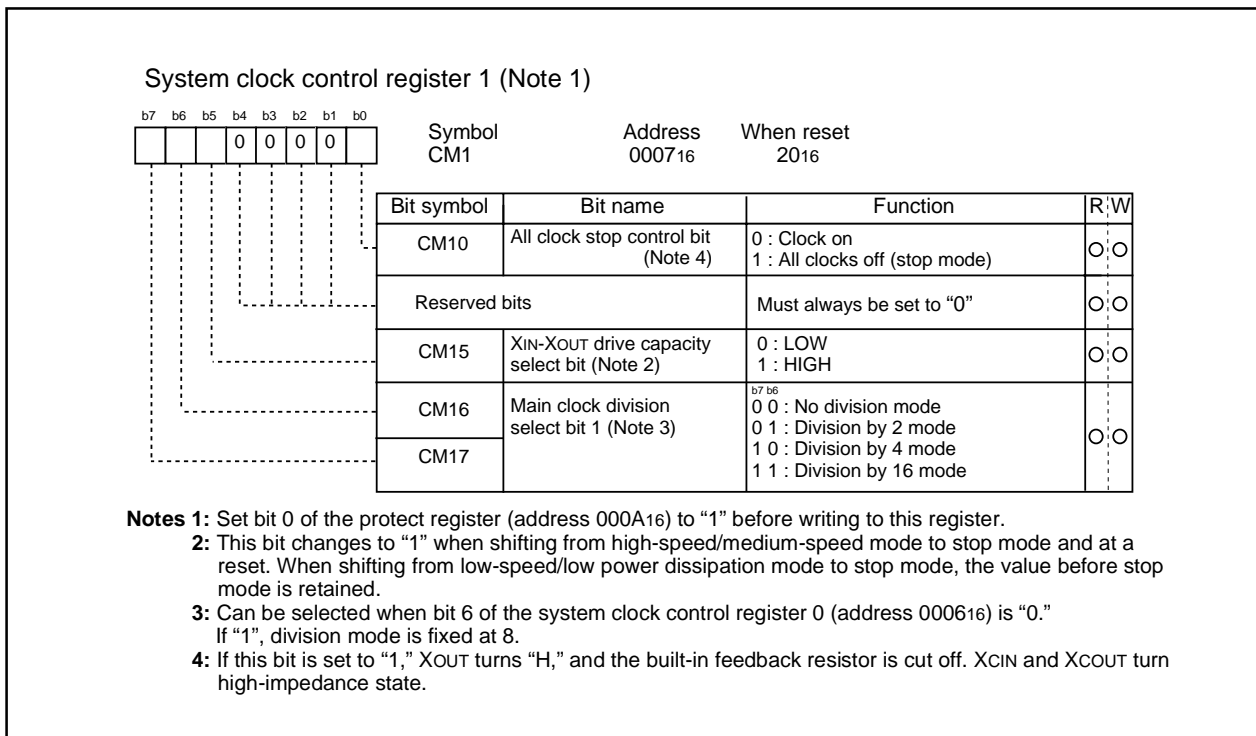 System clock control register 1 (Note 1)
b7 b6 b5 b4 b3 b2 b1 b0
0 0 0 0
Symbol Address When reset
CM1 000716 2016
Bit symbol Bit name Function R W
CM10 All clock stop control bit 0 : Clock on
(Note 4) 1 : All clocks off (stop mode)
Reserved bits Must always be set to “0”
CM15 XIN-XOUT drive capacity 0 : LOW
select bit (Note 2) 1 : HIGH
b7 b6
CM16 Main clock division 0 0 : No division mode
select bit 1 (Note 3) 0 1 : Division by 2 mode
CM17 1 0 : Division by 4 mode
1 1 : Division by 16 mode
Notes 1: Set bit 0 of the protect register (address 000A16) to “1” before writing to this register.
2: This bit changes to “1” when shifting from high-speed/medium-speed mode to stop mode and at a
reset. When shifting from low-speed/low power dissipation mode to stop mode, the value before stop
mode is retained.
3: Can be selected when bit 6 of the system clock control register 0 (address 000616) is “0.”
If “1”, division mode is fixed at 8.
4: If this bit is set to “1,” XOUT turns “H,” and the built-in feedback resistor is cut off. XCIN and XCOUT turn
high-impedance state.